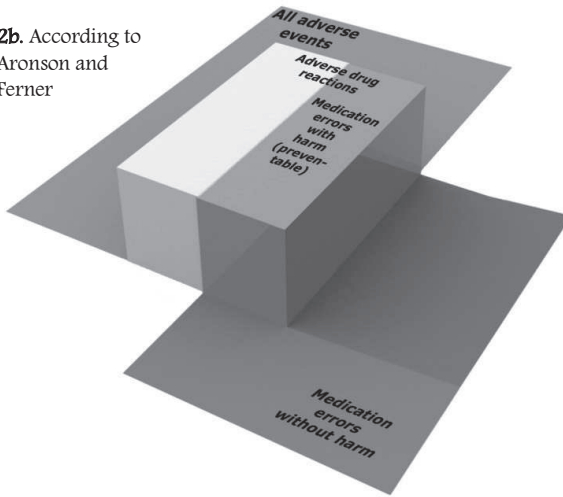 2b. According to
Aronson and
Ferner
All adverse
events
Adverse drug
reactions
Medication
errors
with
harm
(preven-
table)
Medication
errors
without harm